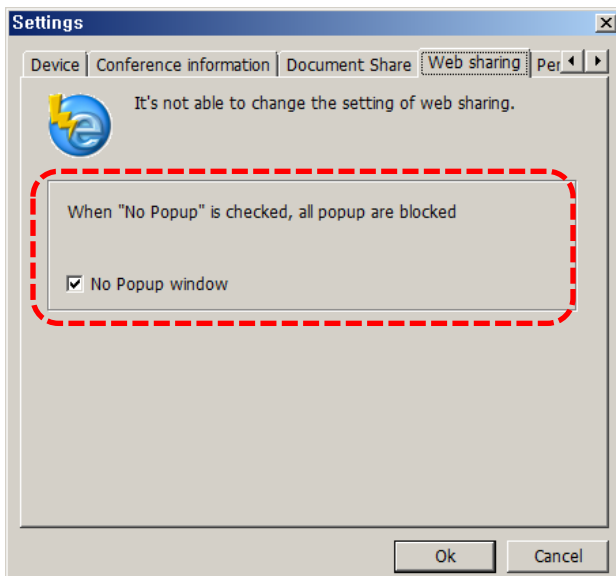 Settings
Device Conference information Document Share Web sharing
It's not able to change the setting of web sharing.
When "No Popup" is checked, all popup are blocked
No Popup window
Ok Cancel